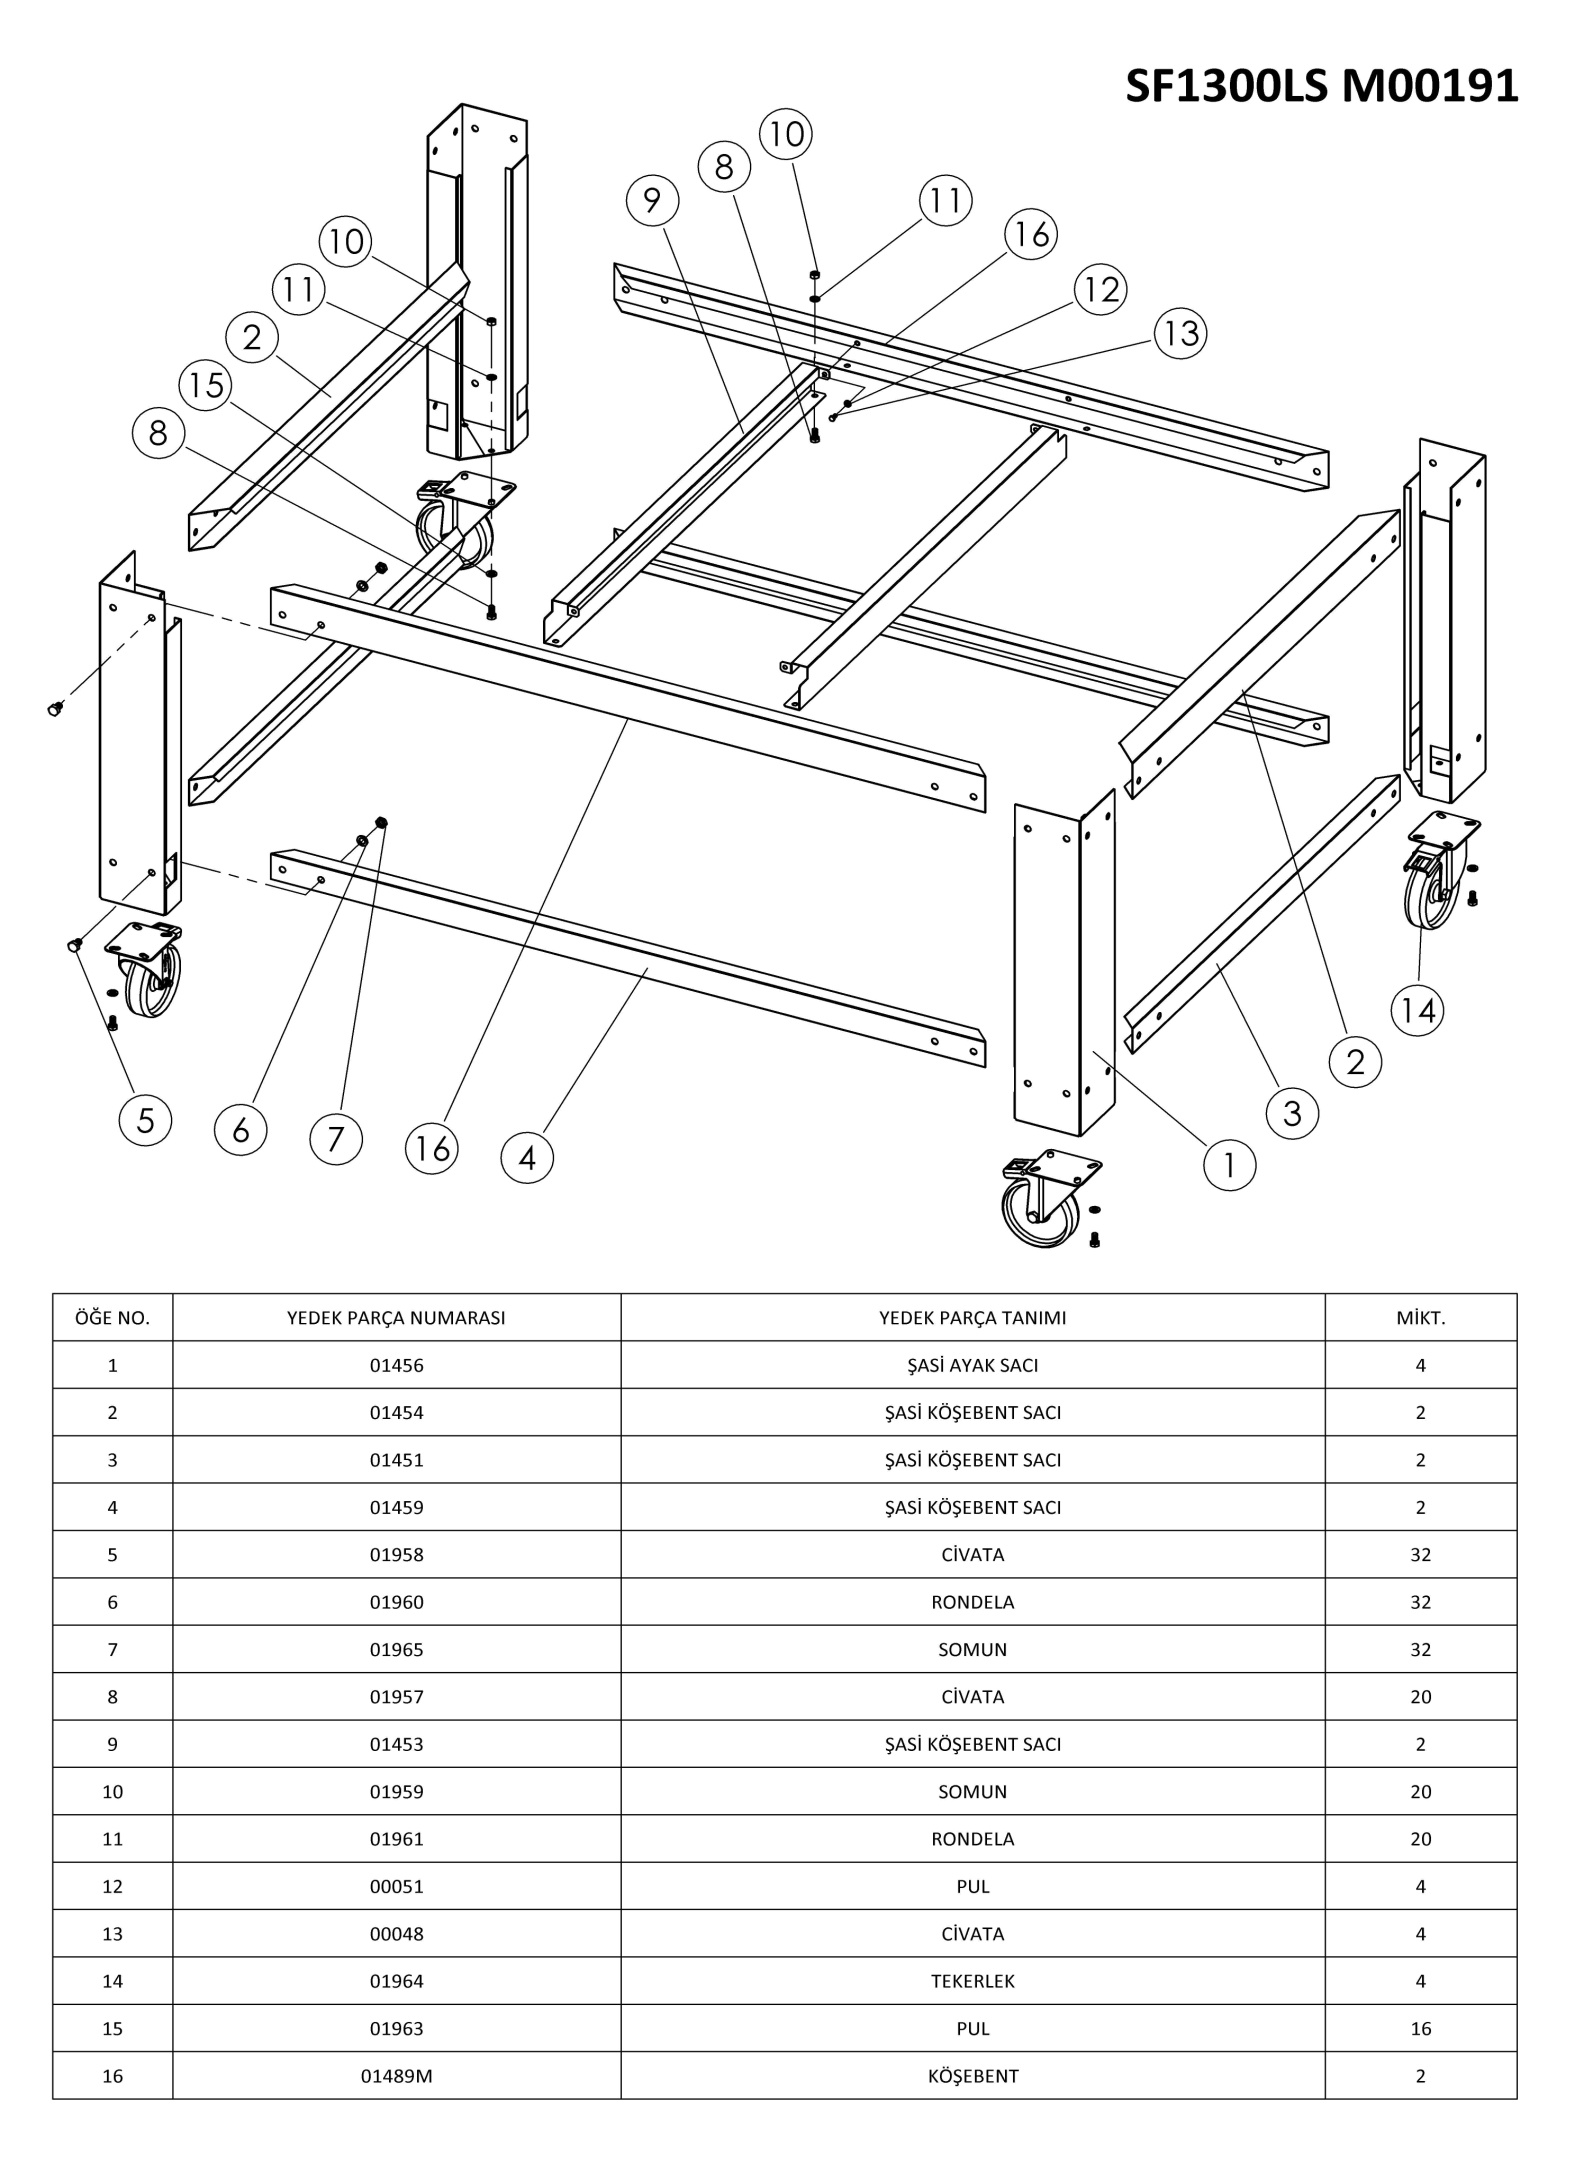 SF1300LS M00191
10
8
9
11
16
10
12
11
13
2
15
8
14
2
3
5
6
7
16
4
1
ÖĞE NO. YEDEK PARÇA NUMARASI YEDEK PARÇA TANIMI MİKT.
1 01456 ŞASİ AYAK SACI 4
2 01454 ŞASİ KÖŞEBENT SACI 2
3 01451 ŞASİ KÖŞEBENT SACI 2
4 01459 ŞASİ KÖŞEBENT SACI 2
5 01958 CİVATA 32
6 01960 RONDELA 32
7 01965 SOMUN 32
8 01957 CİVATA 20
9 01453 ŞASİ KÖŞEBENT SACI 2
10 01959 SOMUN 20
11 01961 RONDELA 20
12 00051 PUL 4
13 00048 CİVATA 4
14 01964 TEKERLEK 4
15 01963 PUL 16
16 01489M KÖŞEBENT 2